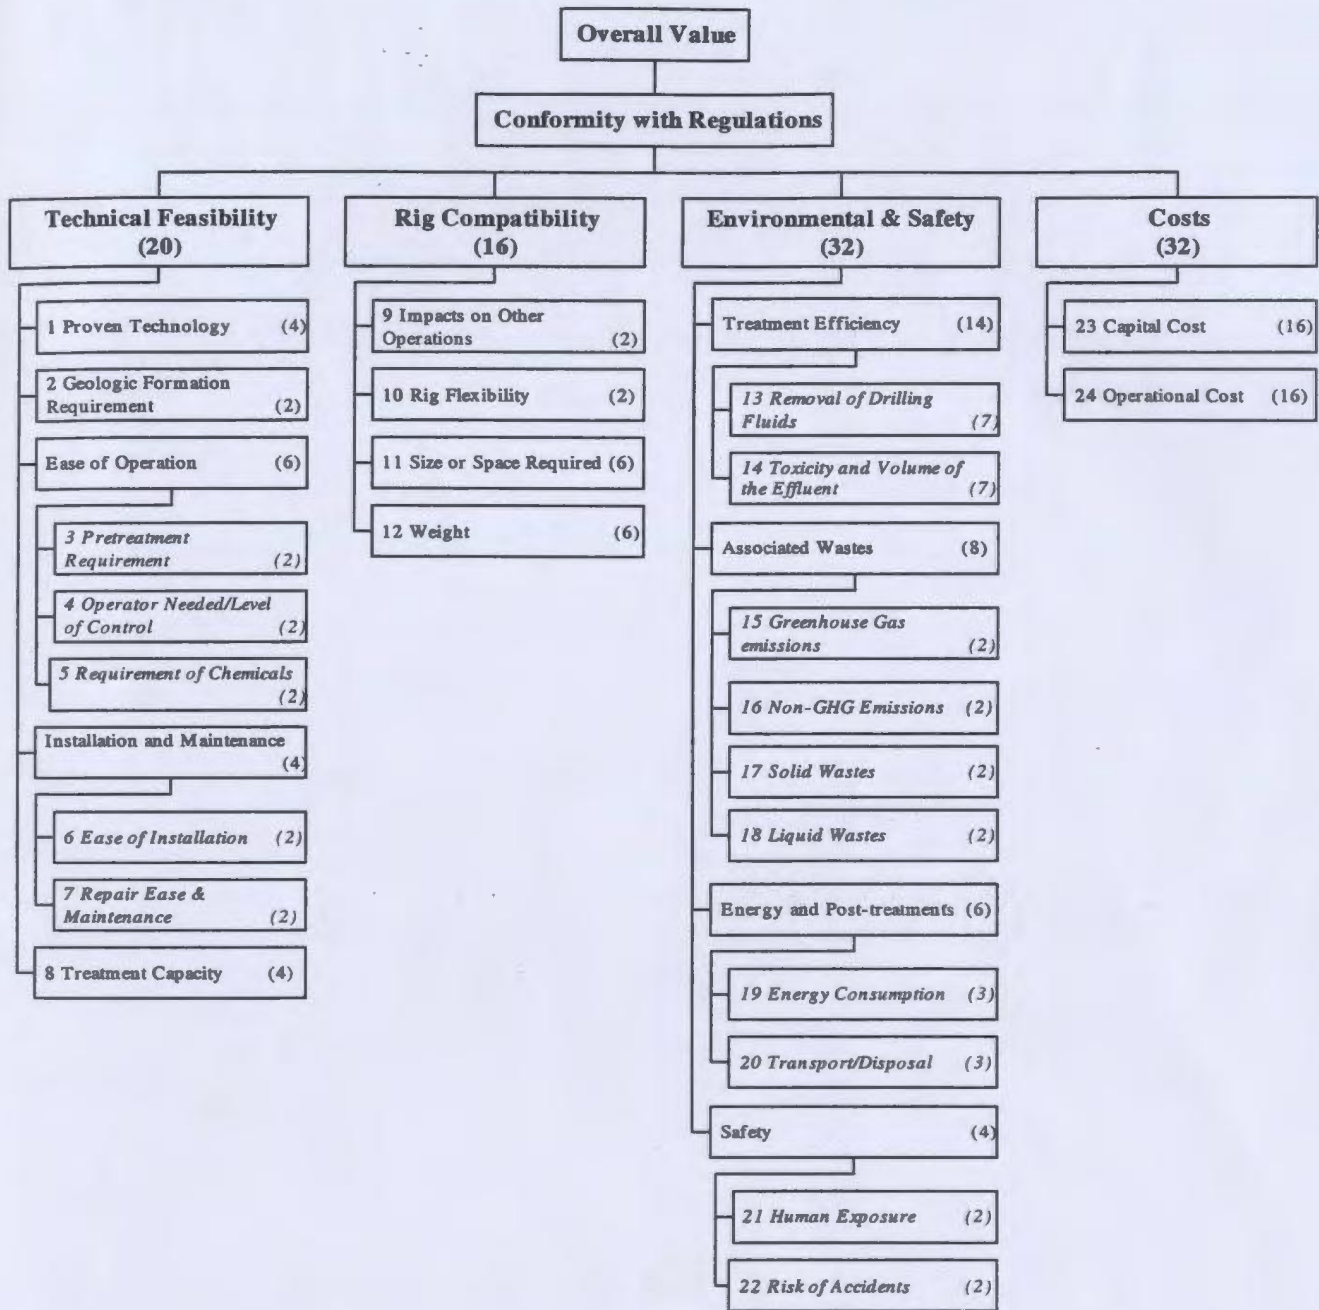 Overall Value
Conformity with Regulations
Technical Feasibility
(20)
1 Proven Technology (4)
2 Geologic Formation
Requirement (2)
Ease of Operation (6)
3 Pretreatment
Requirement (2)
4 Operator Needed/Level
of Control (2)
5 Requirement of Chemicals
(2)
Installation and Maintenance
(4)
6 Ease of Installation (2)
7 Repair Ease &
Maintenance (2)
8 Treatment Capacity (4)
Rig Compatibility
(16)
9 Impacts on Other
Operations (2)
10 Rig Flexibility (2)
11 Size or Space Required (6)
12 Weight (6)
Environmental & Safety
(32)
Treatment Efficiency (14)
13 Removal of Drilling
Fluids (7)
14 Toxicity and Volume of
the Effluent (7)
Associated Wastes (8)
15 Greenhouse Gas
emissions (2)
16 Non-GHG Emissions (2)
17 Solid Wastes (2)
18 Liquid Wastes (2)
Energy and Post-treatments (6)
19 Energy Consumption (3)
20 Transport/Disposal (3)
Safety (4)
21 Human Exposure (2)
22 Risk of Accidents (2)
Costs
(32)
23 Capital Cost (16)
24 Operational Cost (16)